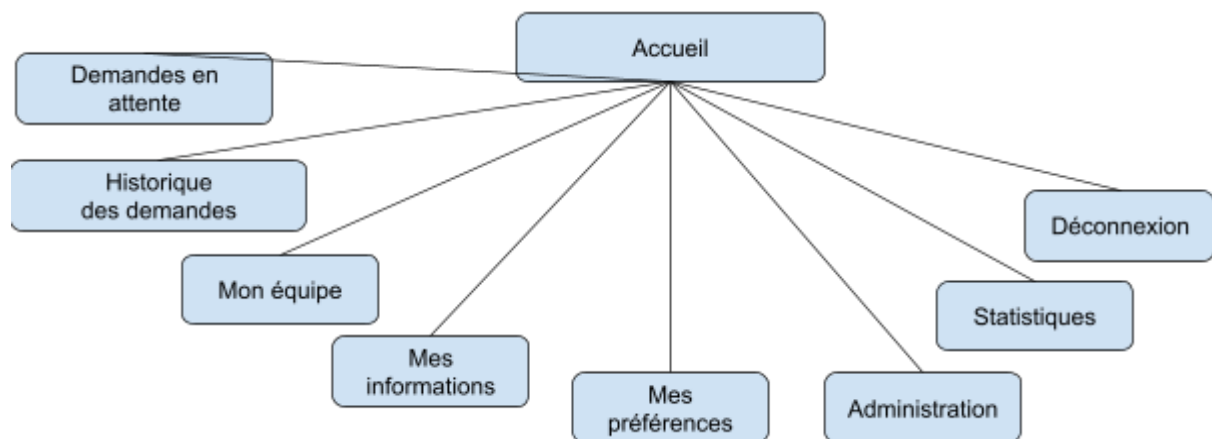 Accueil
Demandes en
attente
Historique
des demandes
Mon équipe
Mes
informations
Mes
préférences
Administration
Statistiques
Déconnexion